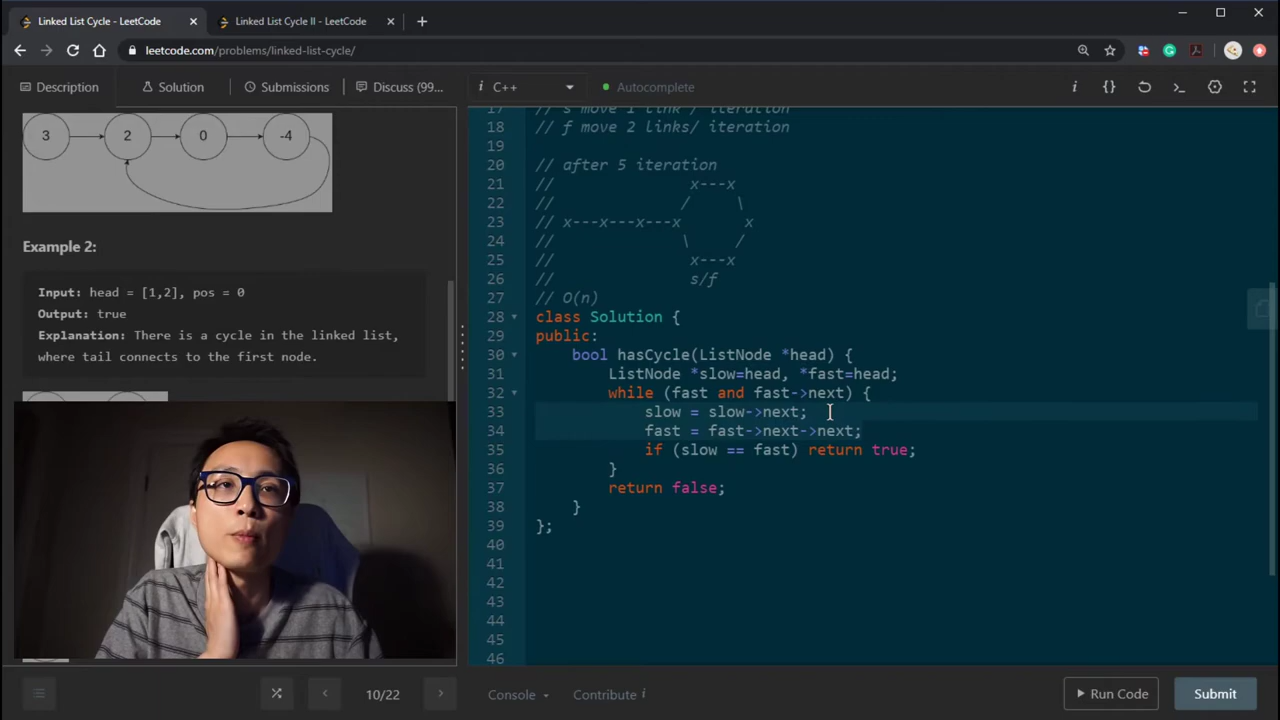 Linked List Cycle - LeetCode
Linked List Cycle II - LeetCode
leetcode.com/problems/linked-list-cycle/
Description
Solution
Submissions
Discuss (99...
i C++
Autocomplete
3 2 0 -4
Example 2:
Input: head = [1,2], pos = 0
Output: true
Explanation: There is a cycle in the linked list,
where tail connects to the first node.
17 // s move 1 link / iteration
18 // f move 2 links/ iteration
19
20 // after 5 iteration
21 // x---x
22 // / \
23 // x---x---x---x x
24 // \ /
25 // x---x
26 // s/f
27 // O(n)
28 class Solution {
29 public:
30 bool hasCycle(ListNode *head) {
31 ListNode *slow=head, *fast=head;
32 while (fast and fast->next) {
33 slow = slow->next;
34 fast = fast->next->next;
35 if (slow == fast) return true;
36 }
37 return false;
38 }
39 };
40
41
42
43
44
45
46
10/22
Console
Contribute i
Run Code
Submit